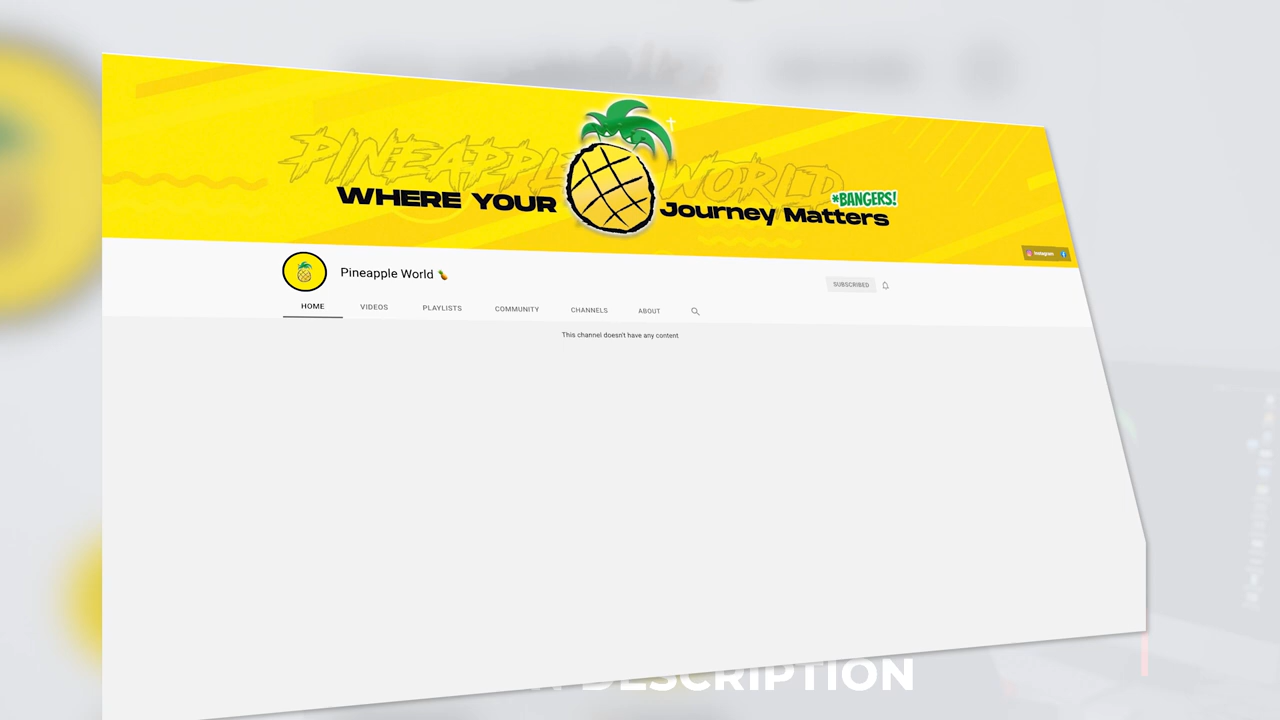 PINEAPPLE WORLD
WHERE YOUR Journey Matters
*BANGERS!
Instagram
Pineapple World
SUBSCRIBED
HOME VIDEOS PLAYLISTS COMMUNITY CHANNELS ABOUT
This channel doesn't have any content
DESCRIPTION